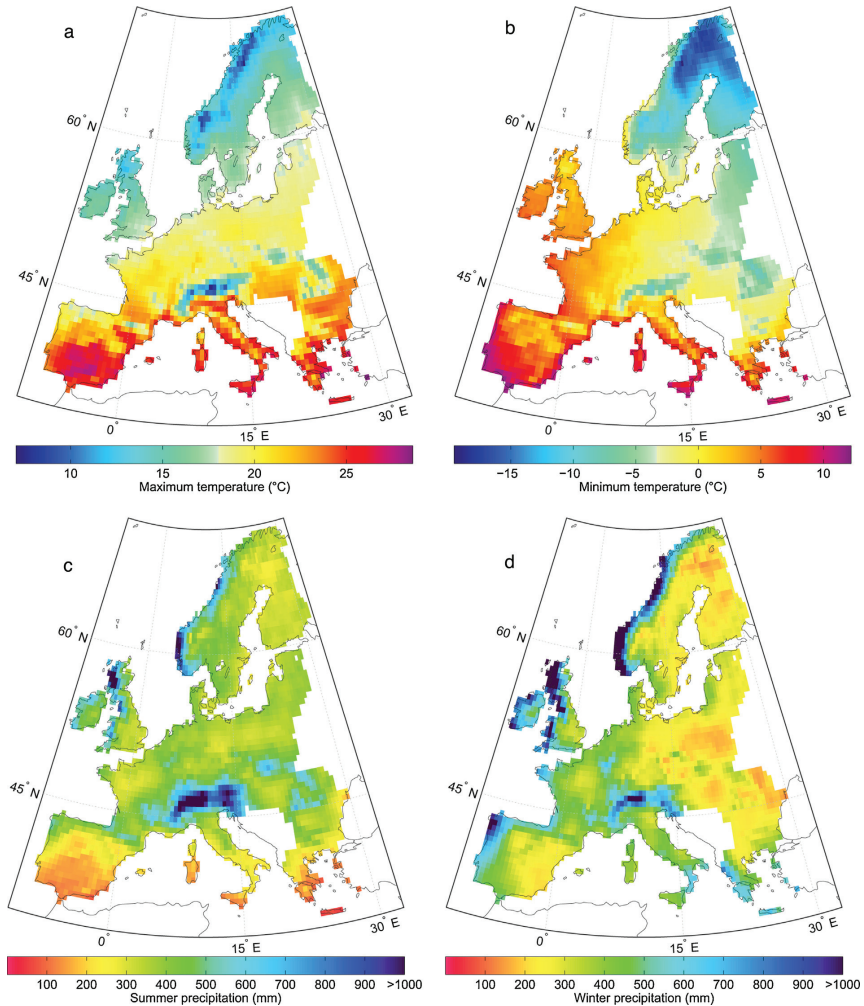 a
60° N
45° N
0°
15° E
30° E
10 15 20 25
Maximum temperature (°C)
b
60° N
45° N
0°
15° E
30° E
−15 −10 −5 0 5 10
Minimum temperature (°C)
c
60° N
45° N
0°
15° E
30° E
100 200 300 400 500 600 700 800 900 >1000
Summer precipitation (mm)
d
60° N
45° N
0°
15° E
30° E
100 200 300 400 500 600 700 800 900 >1000
Winter precipitation (mm)